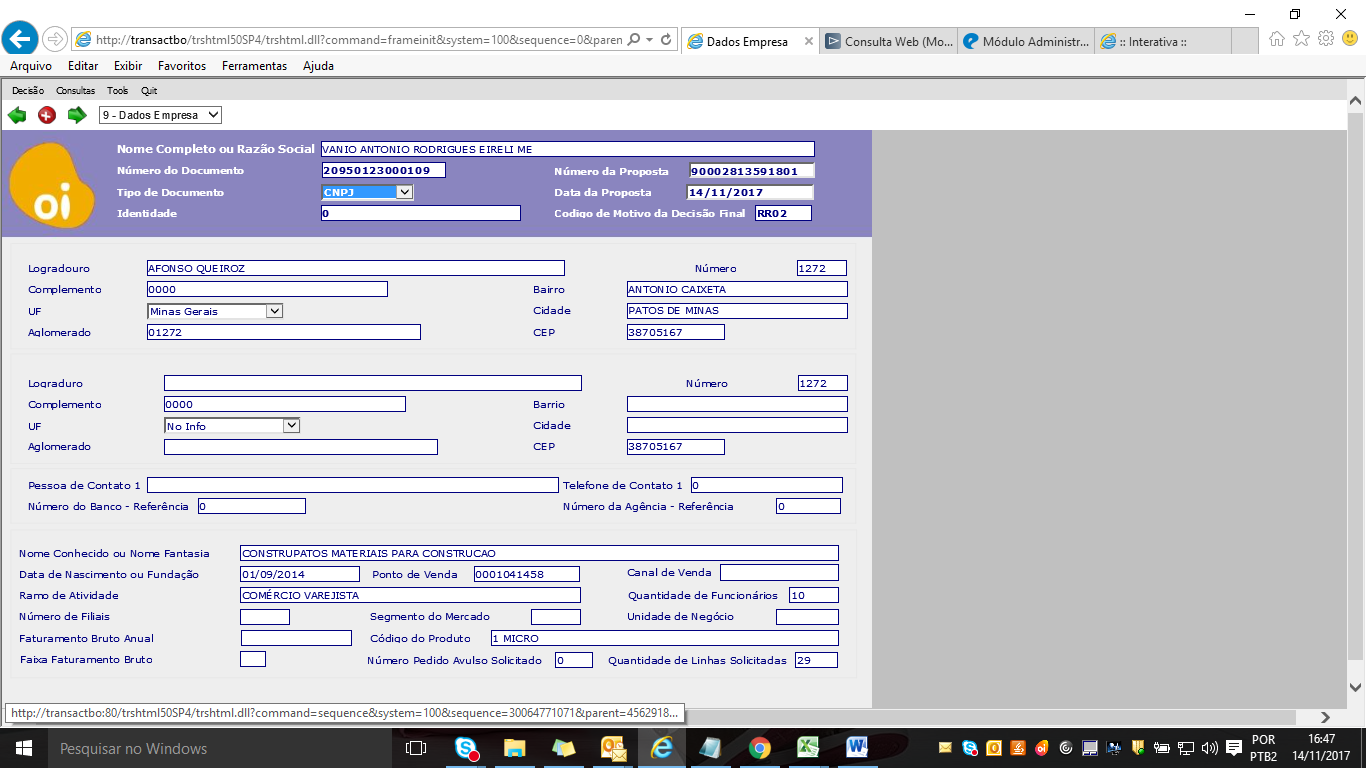 http://transactbo/trshtml50SP4/trshtml.dll?command=frameinit&system=100&sequence=0&paren
Dados Empresa
Consulta Web (Mo...
Módulo Administr...
:: Interativa ::
Arquivo Editar Exibir Favoritos Ferramentas Ajuda
Decisão Consultas Tools Quit
9 - Dados Empresa
oi
Nome Completo ou Razão Social VANIO ANTONIO RODRIGUES EIRELI ME
Número do Documento 20950123000109 Número da Proposta 90002813591801
Tipo de Documento CNPJ Data da Proposta 14/11/2017
Identidade 0 Codigo de Motivo da Decisão Final RR02
Logradouro AFONSO QUEIROZ Número 1272
Complemento 0000 Bairro ANTONIO CAIXETA
UF Minas Gerais Cidade PATOS DE MINAS
Aglomerado 01272 CEP 38705167
Lograduro Número 1272
Complemento 0000 Barrio
UF No Info Cidade
Aglomerado CEP 38705167
Pessoa de Contato 1 Telefone de Contato 1 0
Número do Banco - Referência 0 Número da Agência - Referência 0
Nome Conhecido ou Nome Fantasia CONSTRUPATOS MATERIAIS PARA CONSTRUCAO
Data de Nascimento ou Fundação 01/09/2014 Ponto de Venda 0001041458 Canal de Venda
Ramo de Atividade COMÉRCIO VAREJISTA Quantidade de Funcionários 10
Número de Filiais Segmento do Mercado Unidade de Negócio
Faturamento Bruto Anual Código do Produto 1 MICRO
Faixa Faturamento Bruto Número Pedido Avulso Solicitado 0 Quantidade de Linhas Solicitadas 29
http://transactbo:80/trshtml50SP4/trshtml.dll?command=sequence&system=100&sequence=30064771071&parent=4562918...
Pesquisar no Windows
POR 16:47
PTB2 14/11/2017